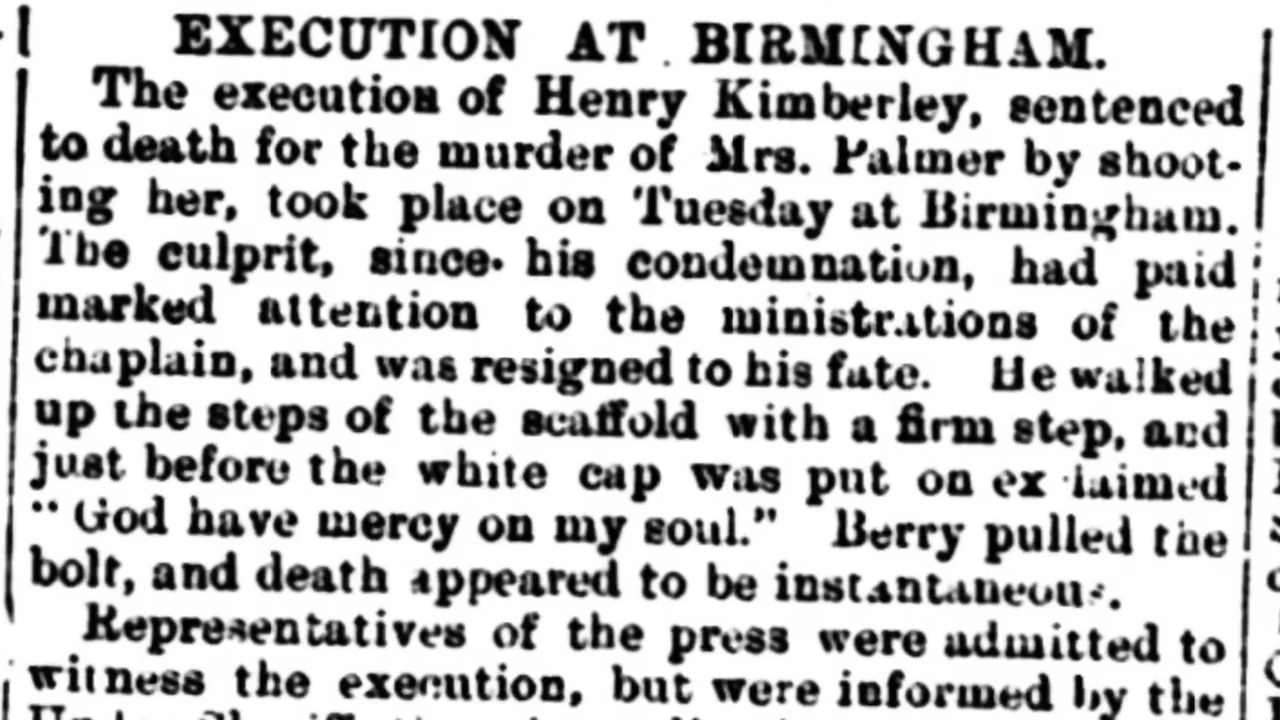 EXECUTION AT BIRMINGHAM.
The execution of Henry Kimberley, sentenced
to death for the murder of Mrs. Palmer by shoot-
ing her, took place on Tuesday at Birmingham.
The culprit, since his condemnation, had paid
marked attention to the ministrations of the
chaplain, and was resigned to his fate. He walked
up the steps of the scaffold with a firm step, and
just before the white cap was put on exclaimed
"God have mercy on my soul." Berry pulled the
bolt, and death appeared to be instantaneous.
Representatives of the press were admitted to
witness the execution, but were informed by the